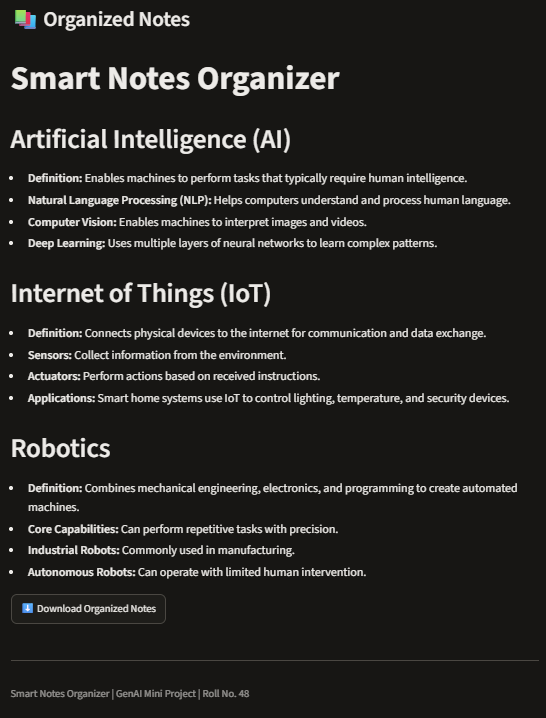 Organized Notes
Smart Notes Organizer
Artificial Intelligence (AI)
Definition: Enables machines to perform tasks that typically require human intelligence.
Natural Language Processing (NLP): Helps computers understand and process human language.
Computer Vision: Enables machines to interpret images and videos.
Deep Learning: Uses multiple layers of neural networks to learn complex patterns.
Internet of Things (IoT)
Definition: Connects physical devices to the internet for communication and data exchange.
Sensors: Collect information from the environment.
Actuators: Perform actions based on received instructions.
Applications: Smart home systems use IoT to control lighting, temperature, and security devices.
Robotics
Definition: Combines mechanical engineering, electronics, and programming to create automated
machines.
Core Capabilities: Can perform repetitive tasks with precision.
Industrial Robots: Commonly used in manufacturing.
Autonomous Robots: Can operate with limited human intervention.
Download Organized Notes
Smart Notes Organizer | GenAI Mini Project | Roll No. 48